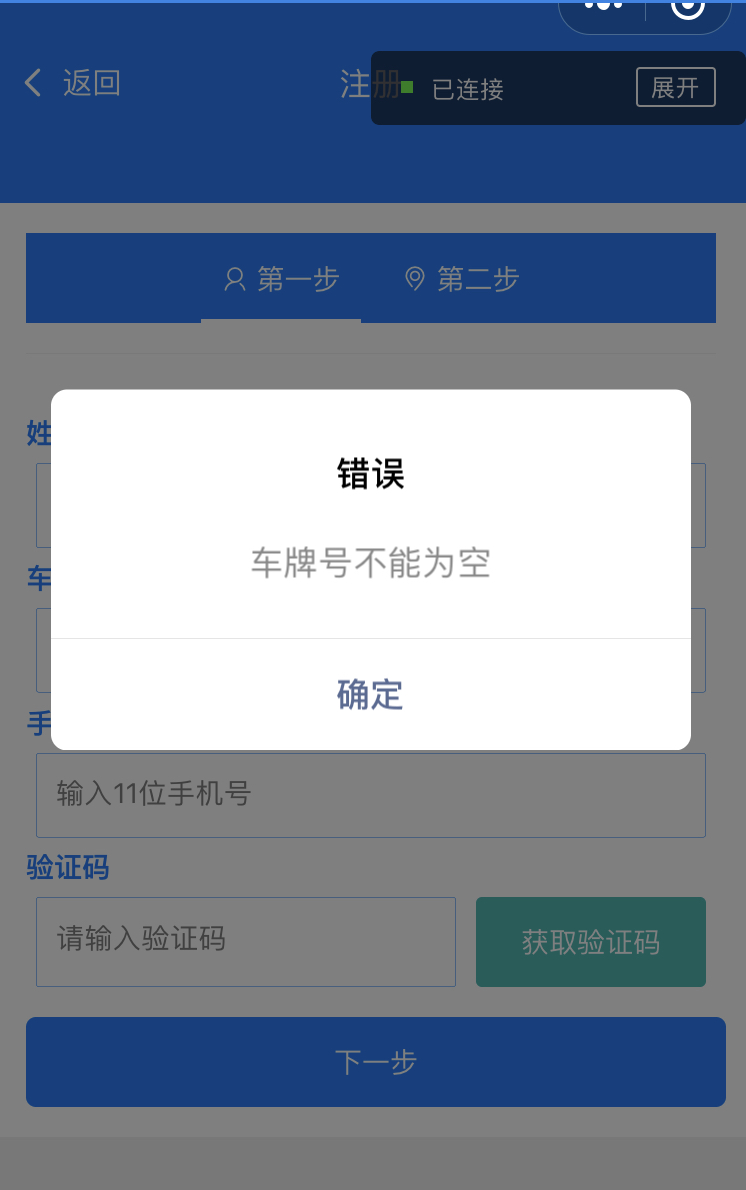 返回
注册
已连接
展开
第一步
第二步
姓
错误
车牌号不能为空
车
确定
手
输入11位手机号
验证码
请输入验证码
获取验证码
下一步